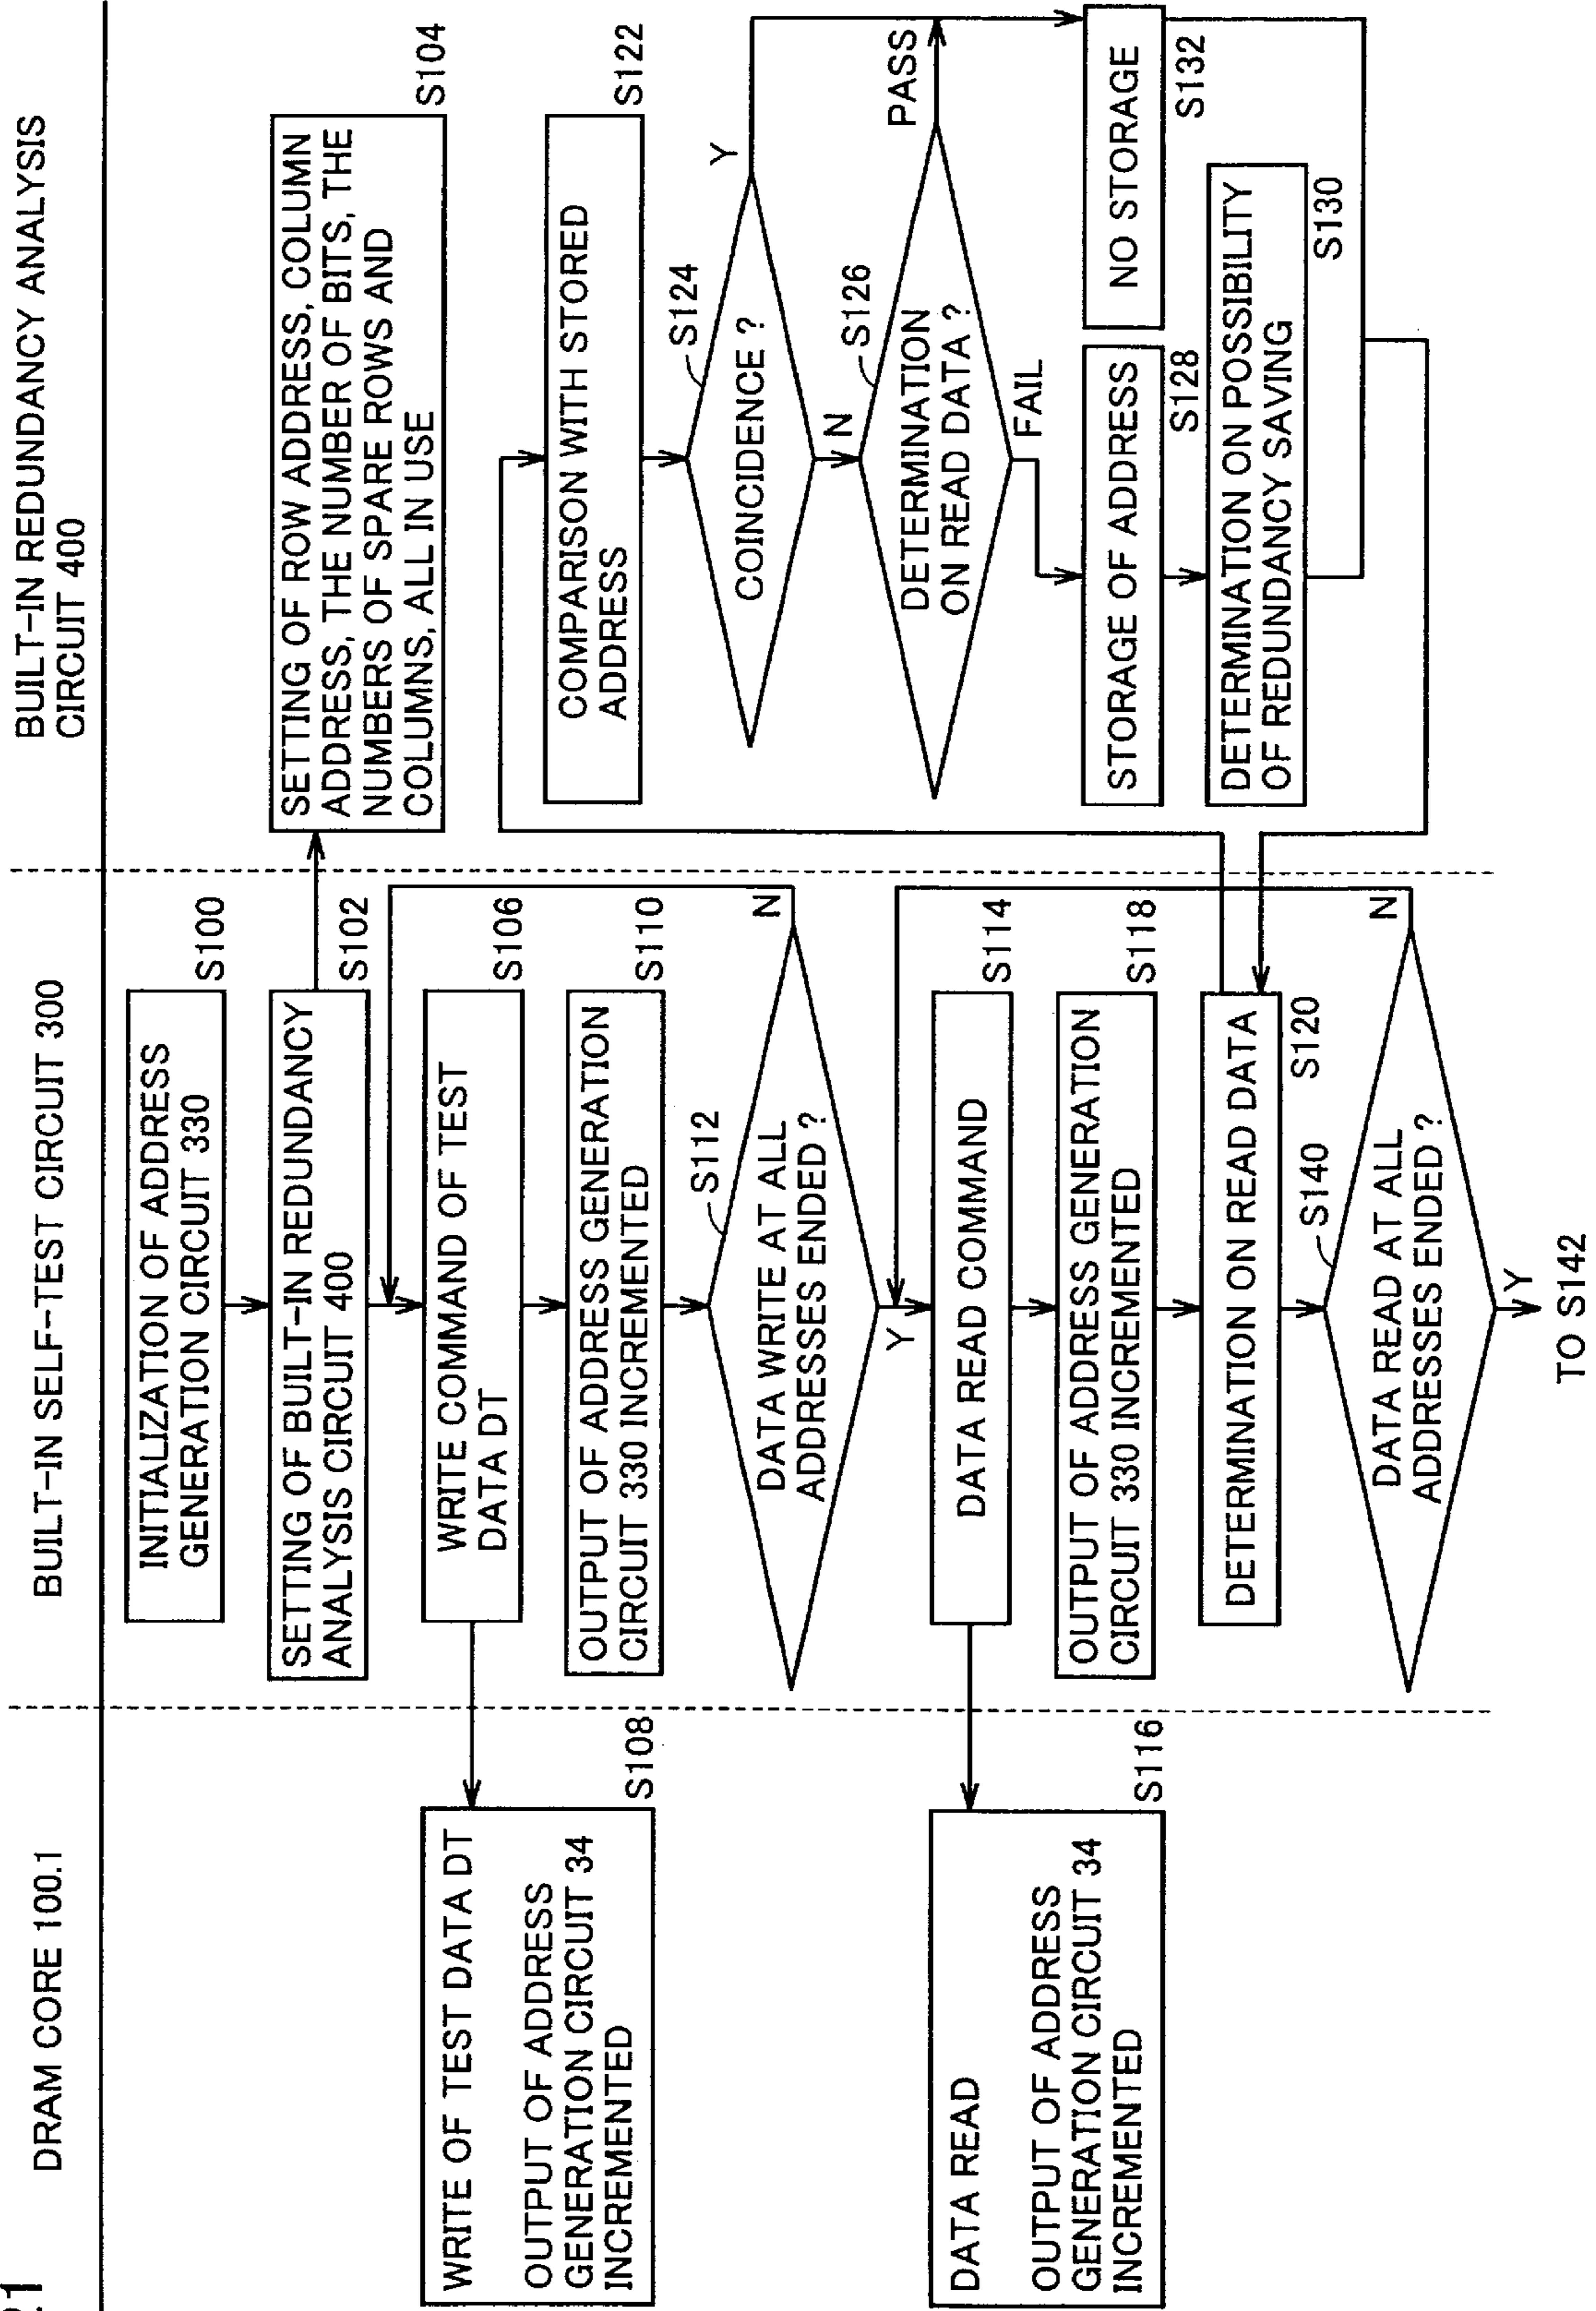 DRAM CORE 100.1
BUILT-IN SELF-TEST CIRCUIT 300
BUILT-IN REDUNDANCY ANALYSIS
CIRCUIT 400
INITIALIZATION OF ADDRESS
GENERATION CIRCUIT 330
S100
SETTING OF BUILT-IN REDUNDANCY
ANALYSIS CIRCUIT 400
S102
SETTING OF ROW ADDRESS, COLUMN
ADDRESS, THE NUMBER OF BITS, THE
NUMBERS OF SPARE ROWS AND
COLUMNS, ALL IN USE
S104
WRITE COMMAND OF TEST
DATA DT
S106
WRITE OF TEST DATA DT
OUTPUT OF ADDRESS
GENERATION CIRCUIT 34
INCREMENTED
S108
OUTPUT OF ADDRESS GENERATION
CIRCUIT 330 INCREMENTED
S110
S112
DATA WRITE AT ALL
ADDRESSES ENDED ?
N
Y
DATA READ COMMAND
S114
DATA READ
OUTPUT OF ADDRESS
GENERATION CIRCUIT 34
INCREMENTED
S116
OUTPUT OF ADDRESS GENERATION
CIRCUIT 330 INCREMENTED
S118
DETERMINATION ON READ DATA
S120
S140
DATA READ AT ALL
ADDRESSES ENDED ?
N
Y
TO S142
COMPARISON WITH STORED
ADDRESS
S122
S124
COINCIDENCE ?
Y
N
S126
DETERMINATION
ON READ DATA ?
PASS
FAIL
STORAGE OF ADDRESS
S128
NO STORAGE
S132
DETERMINATION ON POSSIBILITY
OF REDUNDANCY SAVING
S130